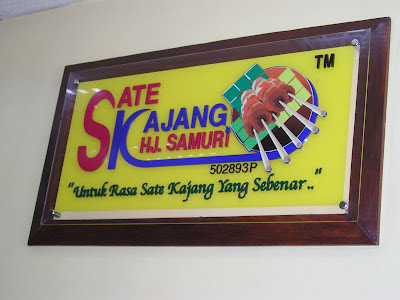 SATE
KAJANG
HJ. SAMURI
TM
502893P
"Untuk Rasa Sate Kajang Yang Sebenar.."